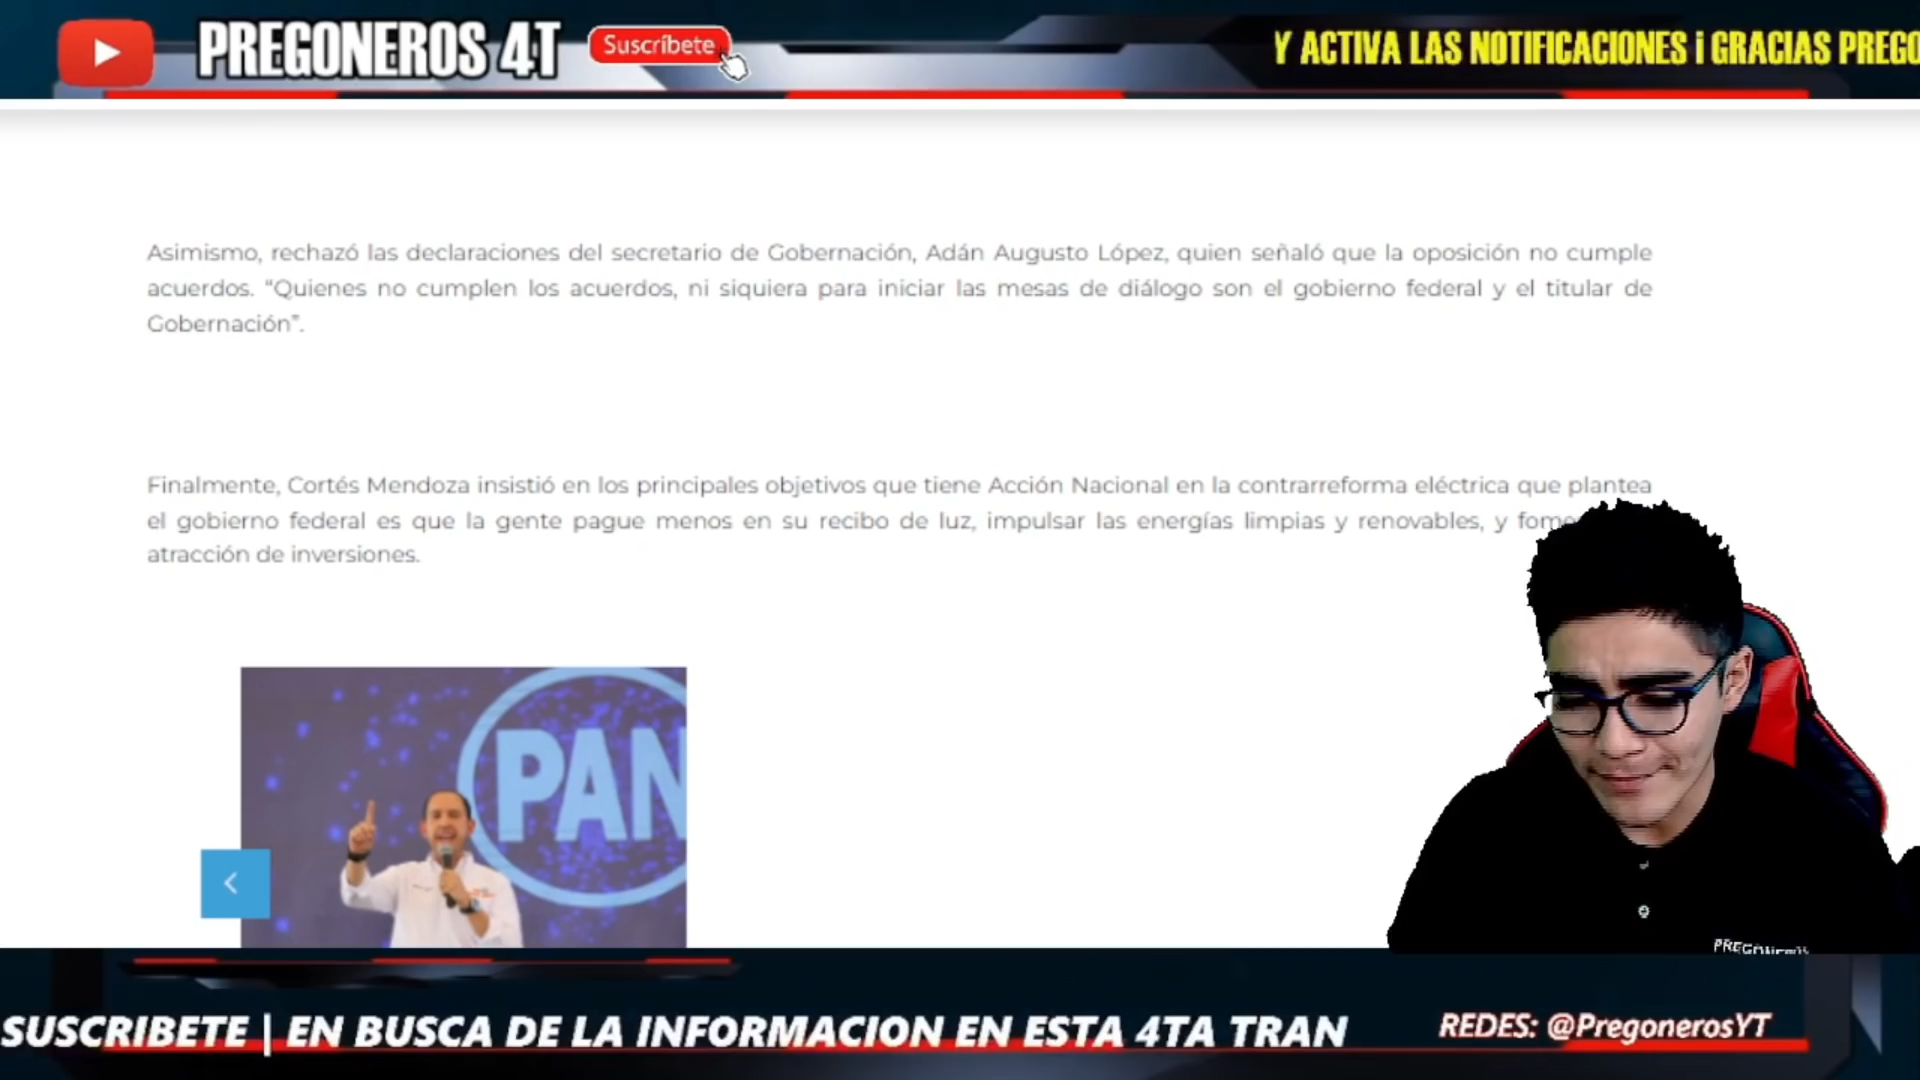 PREGONEROS 4T
Suscríbete
Y ACTIVA LAS NOTIFICACIONES ¡ GRACIAS PREGO
Asimismo, rechazó las declaraciones del secretario de Gobernación, Adán Augusto López, quien señaló que la oposición no cumple
acuerdos. “Quienes no cumplen los acuerdos, ni siquiera para iniciar las mesas de diálogo son el gobierno federal y el titular de
Gobernación”.
Finalmente, Cortés Mendoza insistió en los principales objetivos que tiene Acción Nacional en la contrarreforma eléctrica que plantea
el gobierno federal es que la gente pague menos en su recibo de luz, impulsar las energías limpias y renovables, y
atracción de inversiones.
PAN
PREGONEROS
SUSCRIBETE | EN BUSCA DE LA INFORMACION EN ESTA 4TA TRAN
REDES: @PregonerosYT